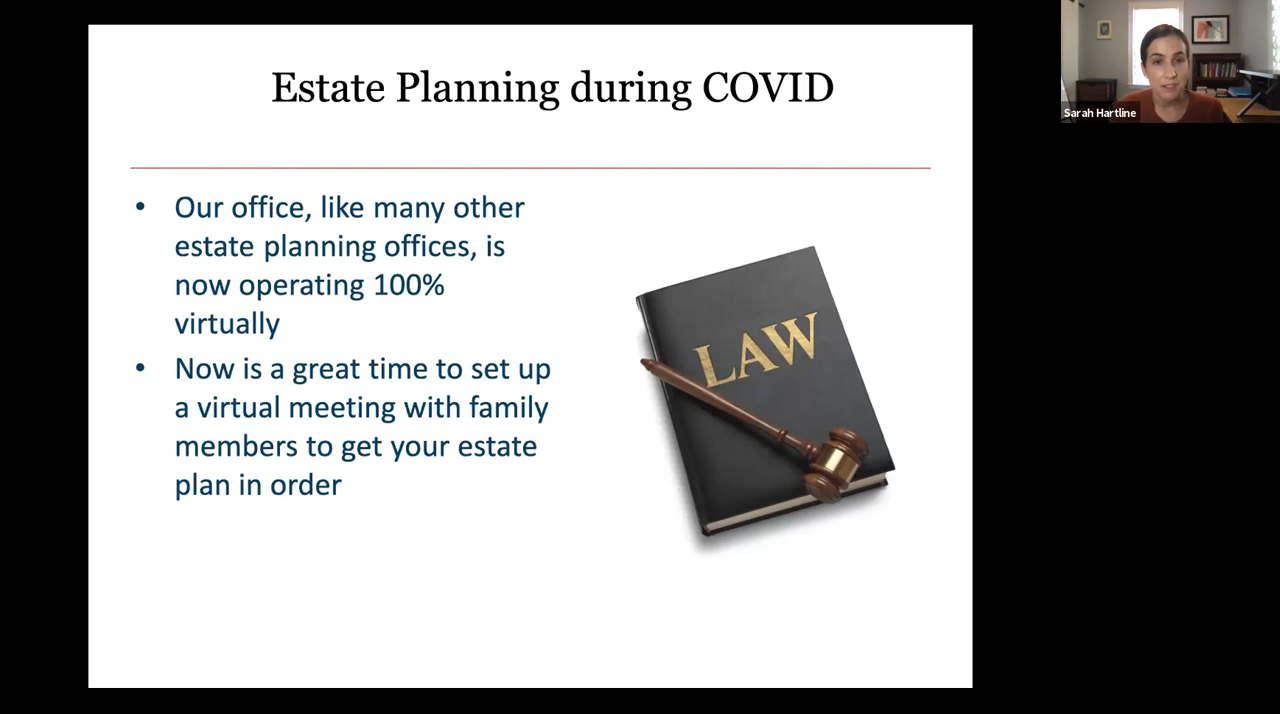 Estate Planning during COVID
Sarah Hartline
• Our office, like many other
estate planning offices, is
now operating 100%
virtually
• Now is a great time to set up
a virtual meeting with family
members to get your estate
plan in order
LAW